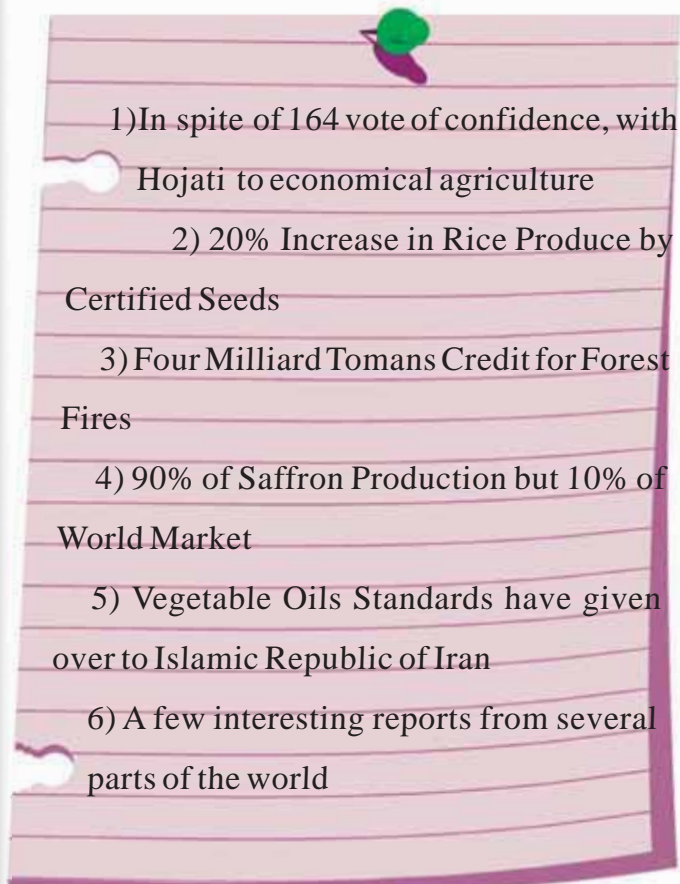 1)In spite of 164 vote of confidence, with
Hojati to economical agriculture
2) 20% Increase in Rice Produce by
Certified Seeds
3) Four Milliard Tomans Credit for Forest
Fires
4) 90% of Saffron Production but 10% of
World Market
5) Vegetable Oils Standards have given
over to Islamic Republic of Iran
6) A few interesting reports from several
parts of the world